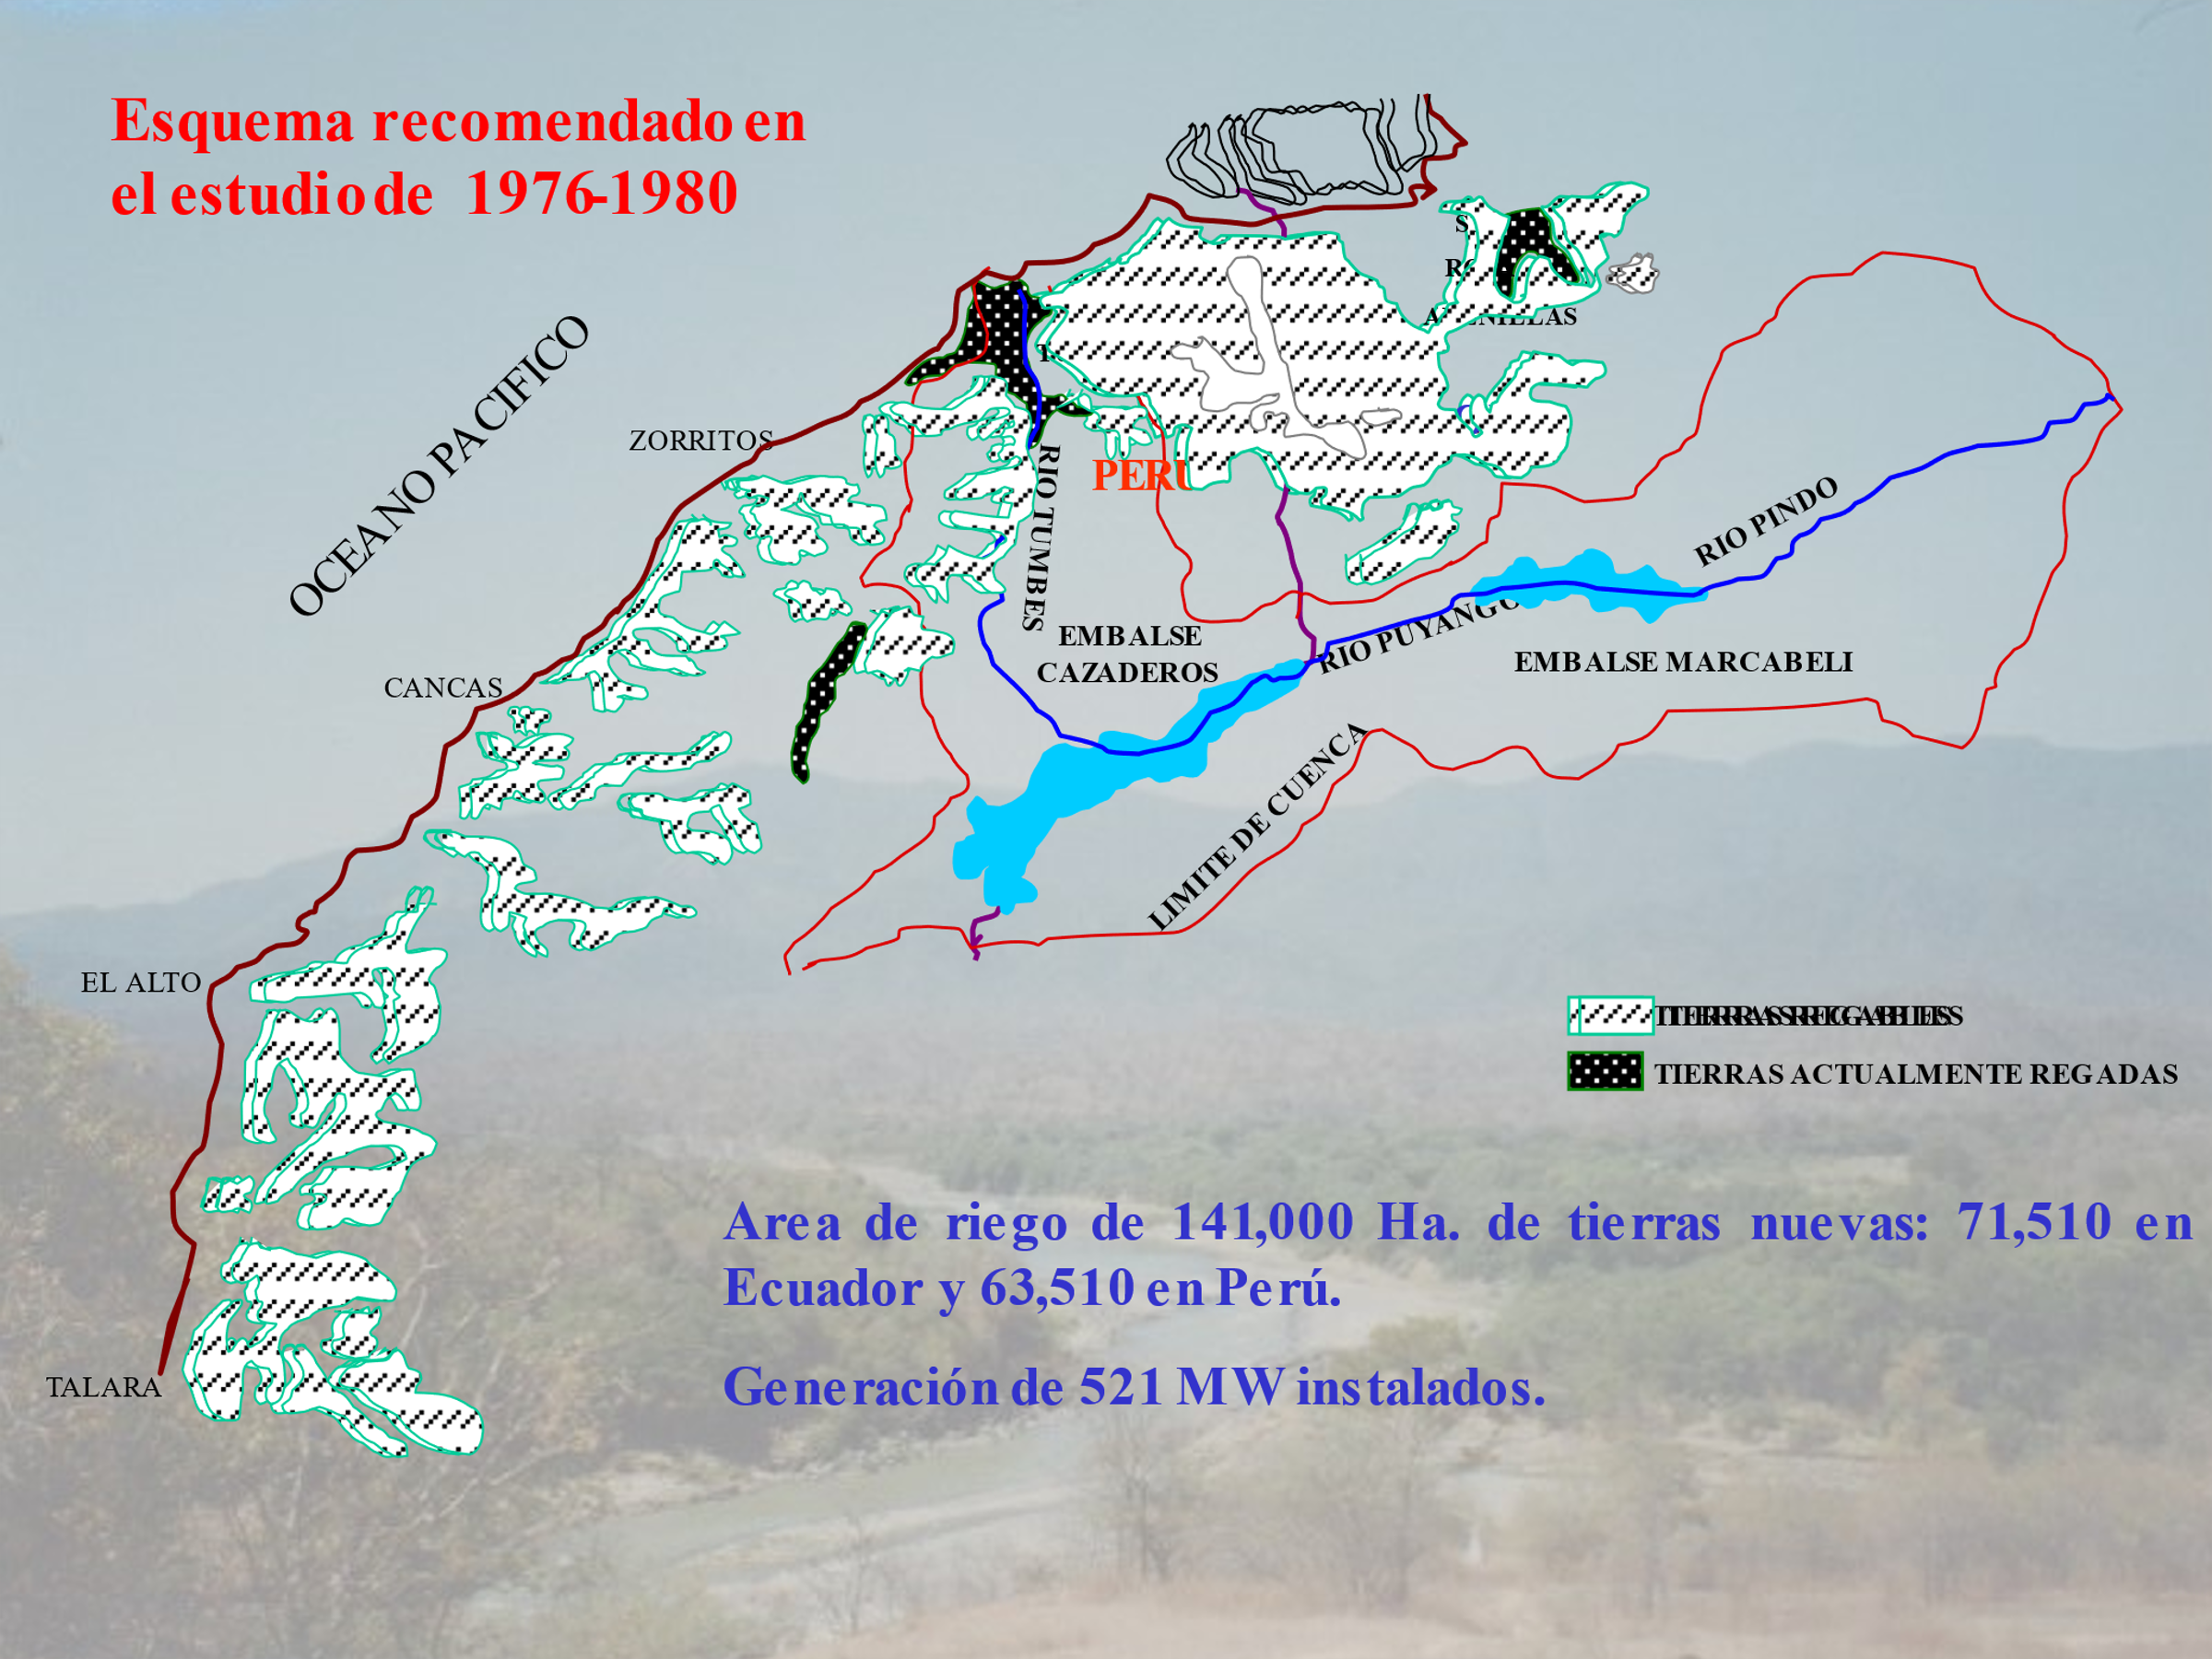 Esquema recomendado en
el estudio de 1976-1980
OCEANO PACIFICO
ZORRITOS
CANCAS
EL ALTO
TALARA
PERU
RIO TUMBES
EMBALSE
CAZADEROS
RIO PUYANGO
RIO PINDO
EMBALSE MARCABELI
LIMITE DE CUENCA
TIERRAS REGABLES
TIERRAS ACTUALMENTE REGADAS
Area de riego de 141,000 Ha. de tierras nuevas: 71,510 en
Ecuador y 63,510 en Perú.
Generación de 521 MW instalados.